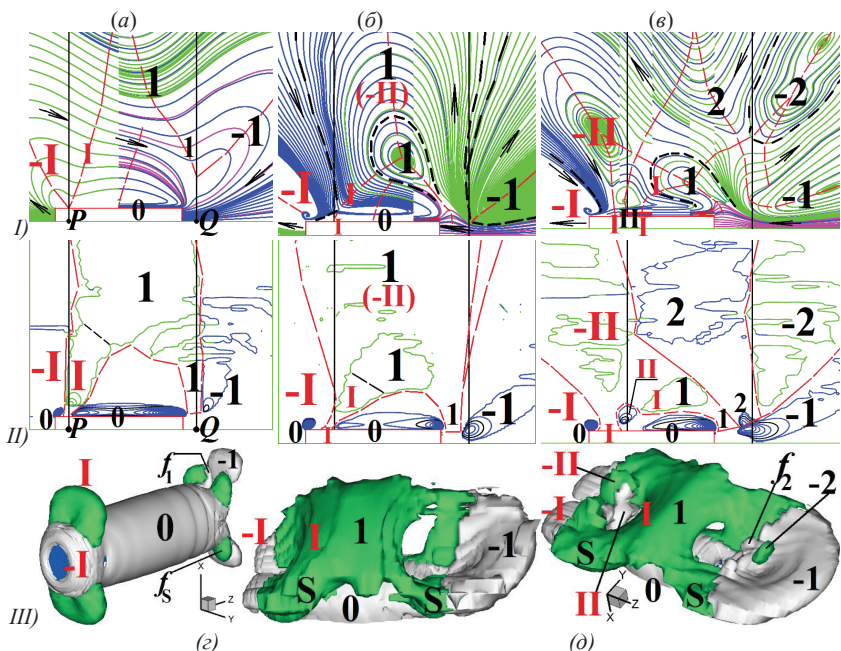 (а) (б) (в)
1 1 2 -2
(-II)
-II
-I I 1 -1 1 1
I I
-I -1 -I
0 I 0 II I I
I) P Q
1 1 2 -2
(-II) -II
1 II 1
-I I 1 -1 -I I -I I 2
0 0 0 I 0 1 -1 0 I 0 1 -1
II) P Q
I f1 -1 -II f2 -2
0 1 -I I 1
-I I -1 -I
-1
fS S 0 S S 0 S -1
X Z Y II Y X Z
III) (г) (д)